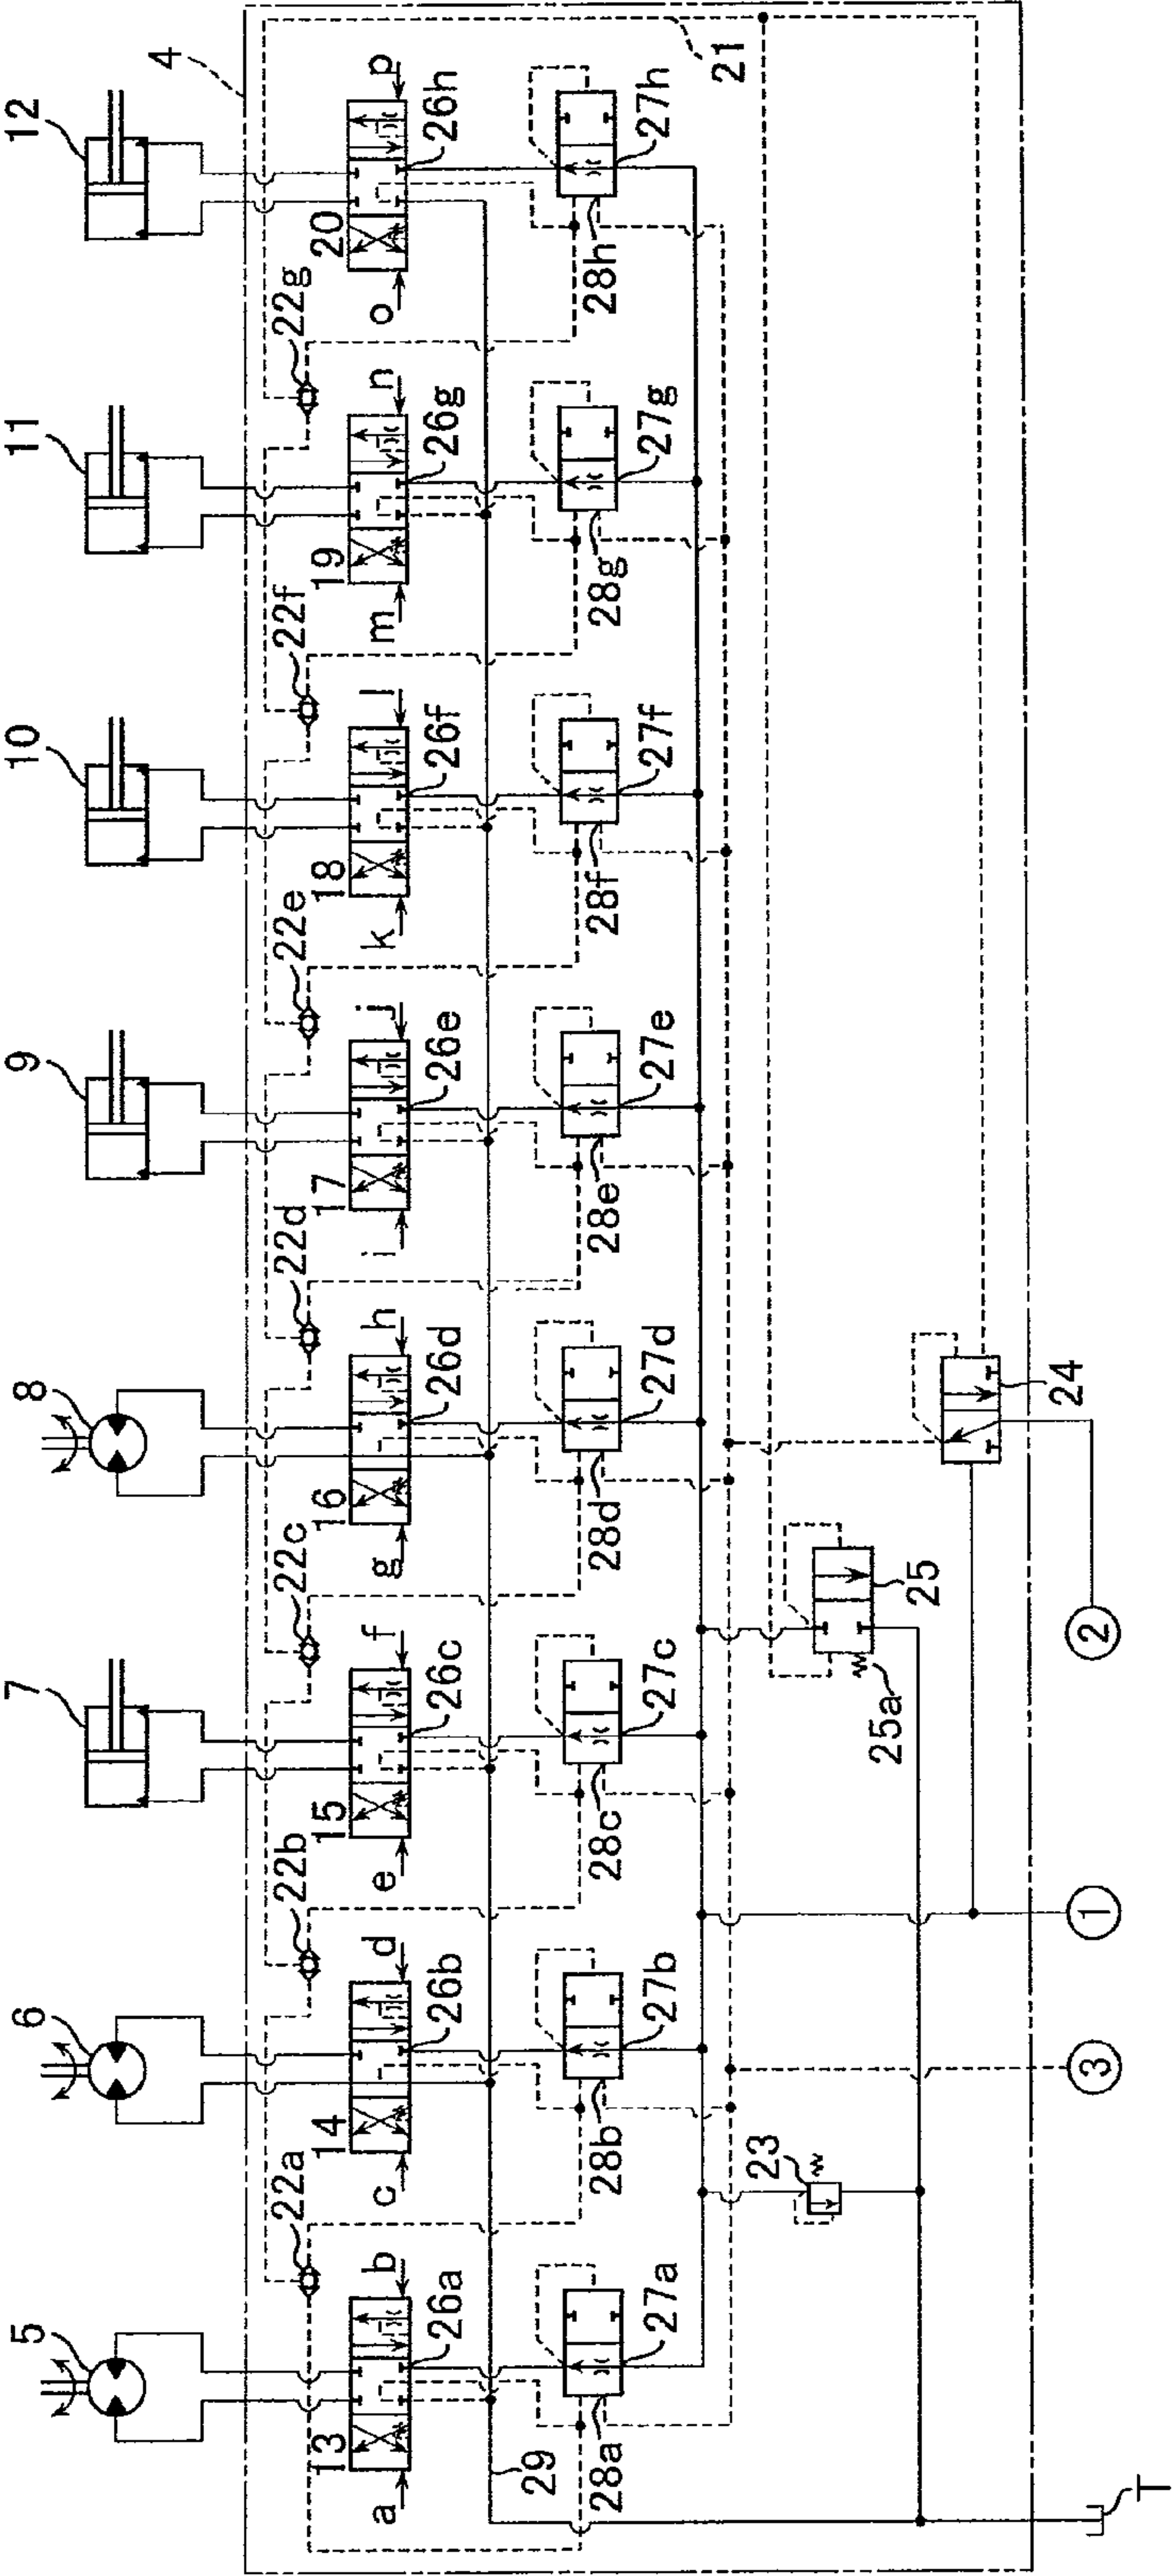 5
6
7
8
9
10
11
12
4
22a
22b
22c
22d
22e
22f
22g
13
14
15
16
17
18
19
20
a
b
c
d
e
f
g
h
i
j
k
l
m
n
o
p
26a
26b
26c
26d
26e
26f
26g
26h
29
28a
28b
28c
28d
28e
28f
28g
28h
27a
27b
27c
27d
27e
27f
27g
27h
21
23
25a
25
24
T
3
1
2